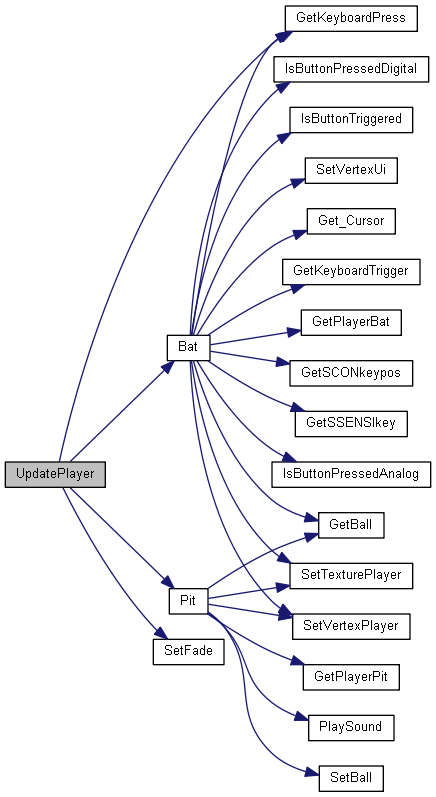 GetKeyboardPress
IsButtonPressedDigital
IsButtonTriggered
SetVertexUi
Get_Cursor
GetKeyboardTrigger
GetPlayerBat
Bat
GetSCONkeypos
GetSSENSIkey
UpdatePlayer
IsButtonPressedAnalog
GetBall
SetTexturePlayer
Pit
SetVertexPlayer
SetFade
GetPlayerPit
PlaySound
SetBall